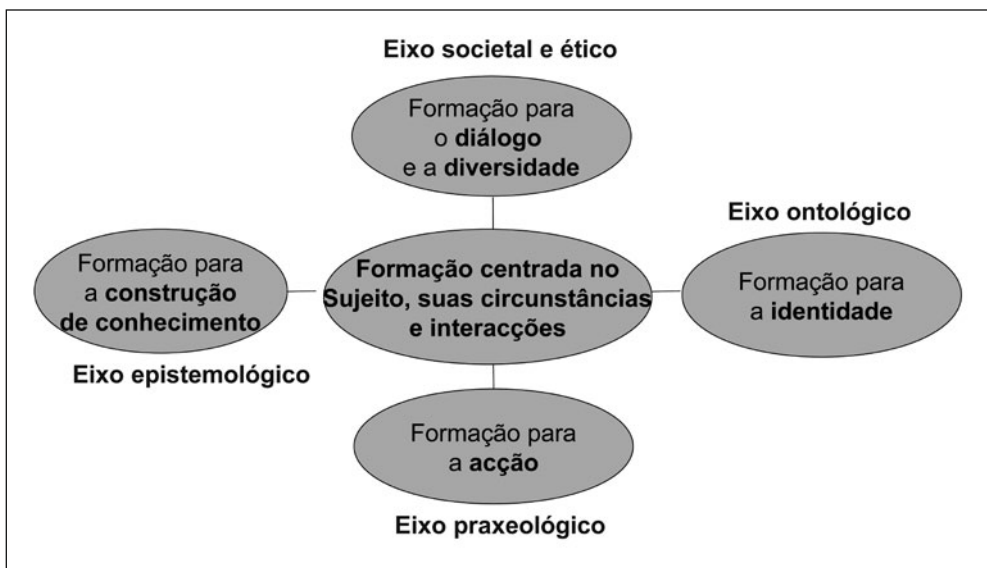 Eixo societal e ético
Formação para
o diálogo
e a diversidade
Eixo ontológico
Formação para
a construção
de conhecimento
Formação centrada no
Sujeito, suas circunstâncias
e interacções
Formação para
a identidade
Eixo epistemológico
Formação para
a acção
Eixo praxeológico